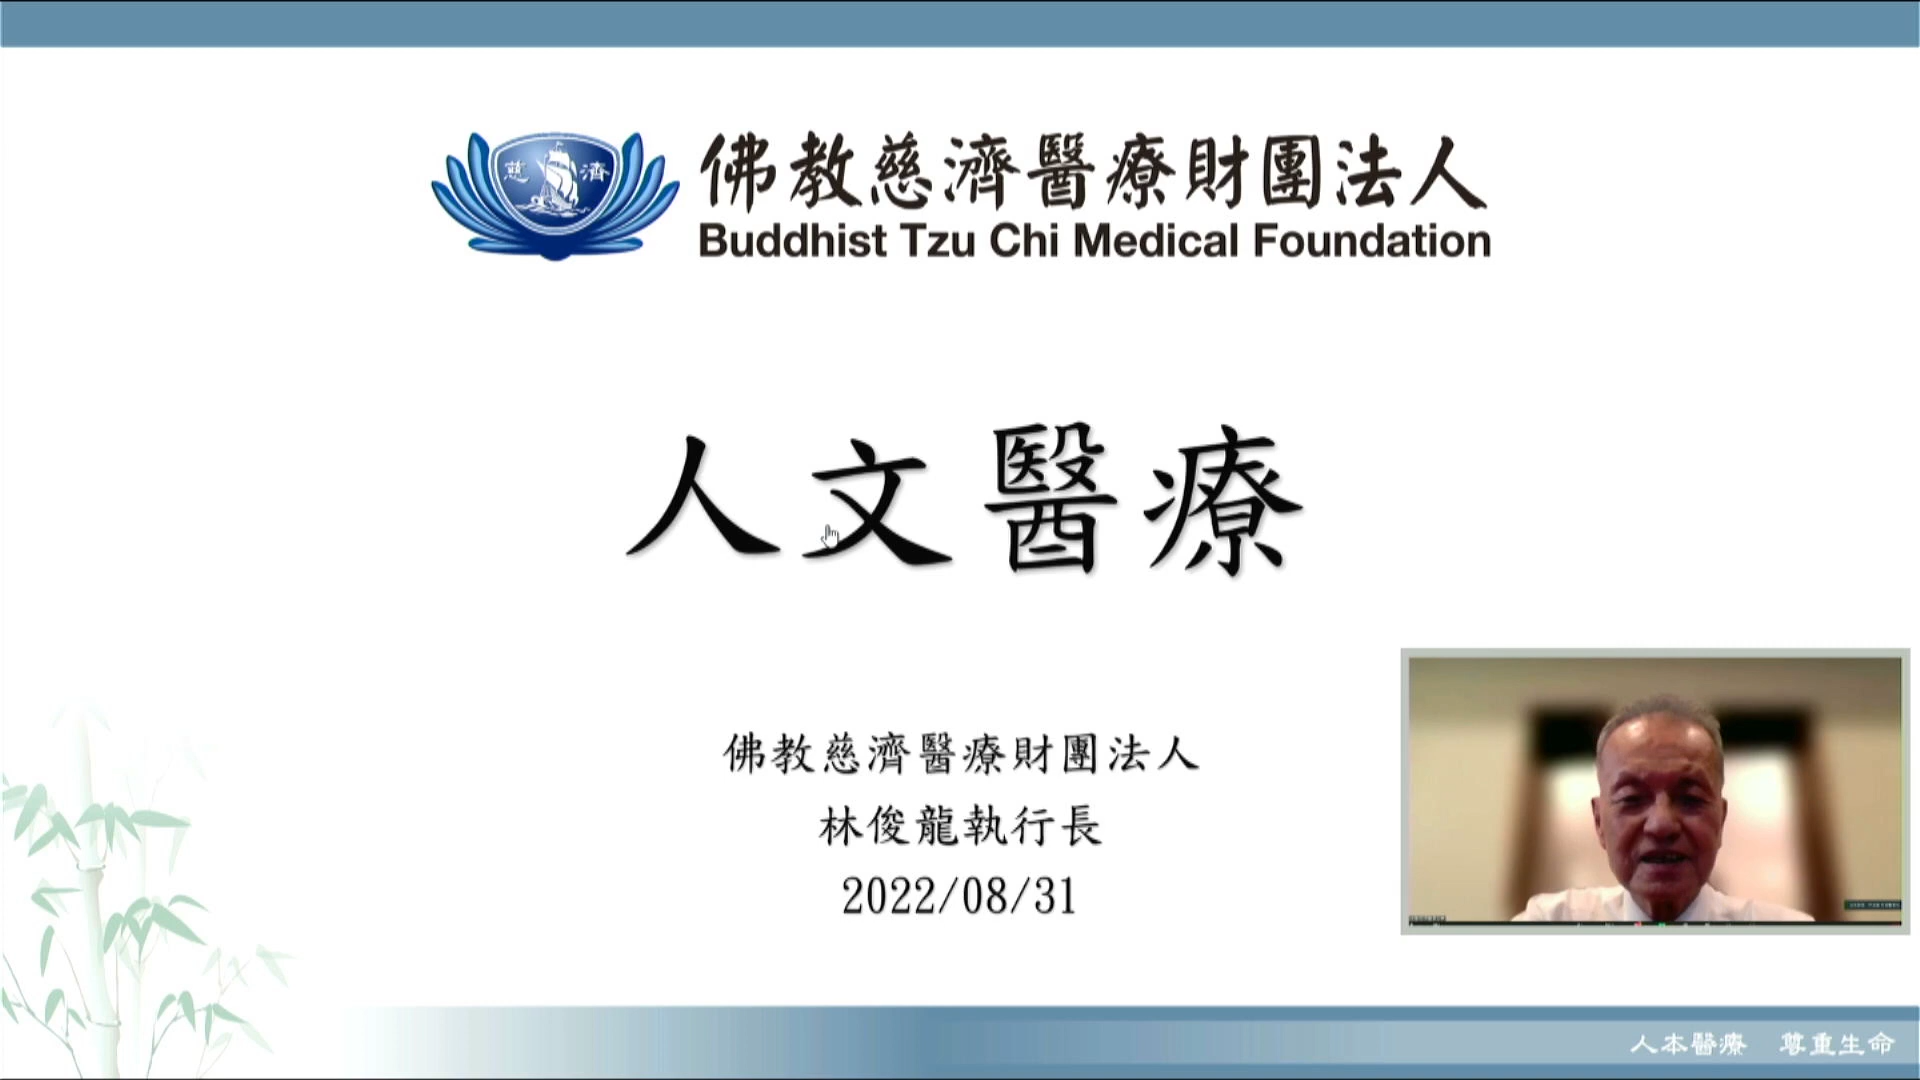 慈濟
佛教慈濟醫療財團法人
Buddhist Tzu Chi Medical Foundation
人文醫療
佛教慈濟醫療財團法人
林俊龍執行長
2022/08/31
人本醫療 尊重生命